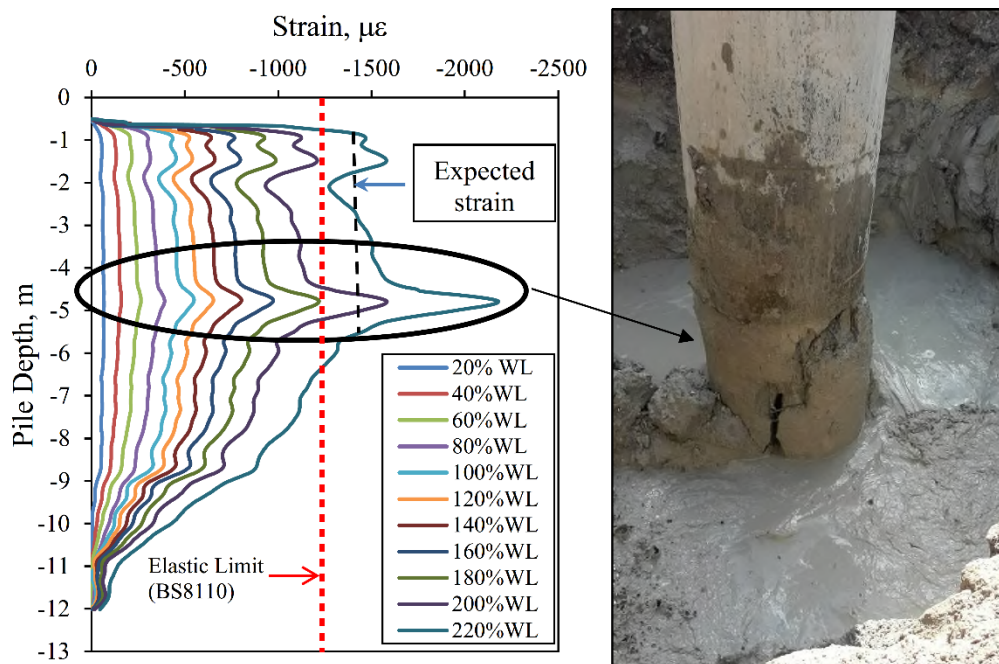 Strain, µε
0 -500 -1000 -1500 -2000 -2500
0
-1
-2
-3
-4
-5
-6
-7
-8
-9
-10
-11
-12
-13
Pile Depth, m
Expected
strain
20% WL
40%WL
60%WL
80%WL
100%WL
120%WL
140%WL
160%WL
180%WL
200%WL
220%WL
Elastic Limit
(BS8110)